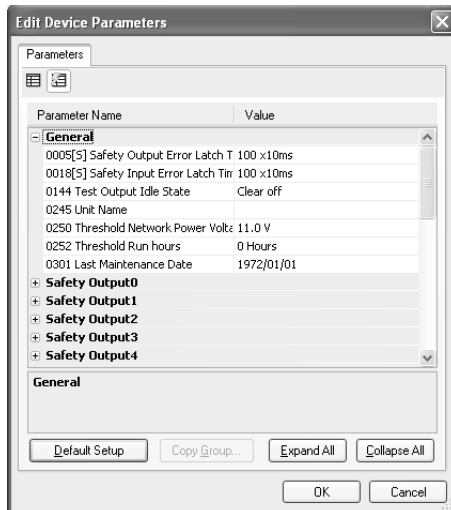 Edit Device Parameters
Parameters
Parameter Name Value
General
0005[S] Safety Output Error Latch T 100 x10ms
0018[S] Safety Input Error Latch Tim 100 x10ms
0144 Test Output Idle State Clear off
0245 Unit Name
0250 Threshold Network Power Volta 11.0 V
0252 Threshold Run hours 0 Hours
0301 Last Maintenance Date 1972/01/01
Safety Output0
Safety Output1
Safety Output2
Safety Output3
Safety Output4
General
Default Setup Copy Group... Expand All Collapse All
OK Cancel